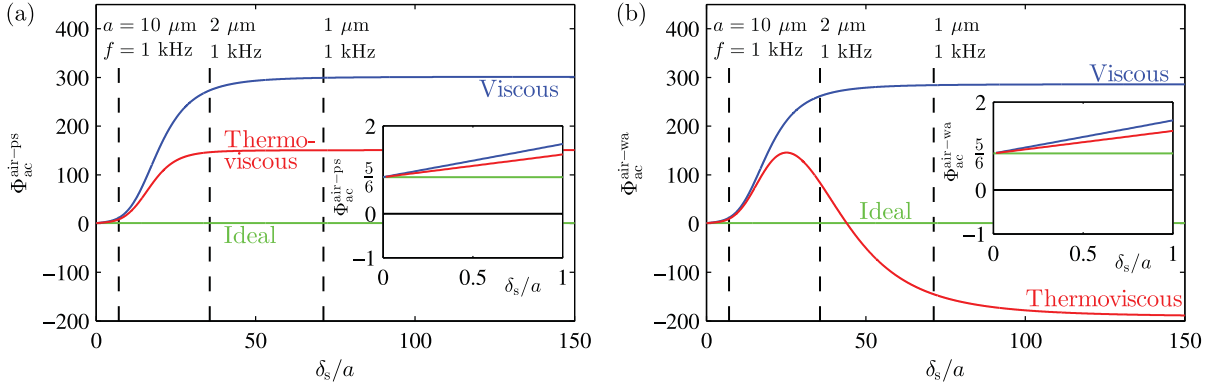 (a)
a = 10 μm 2 μm 1 μm
f = 1 kHz 1 kHz 1 kHz
400
300
200
100
0
−100
−200
Φ_ac^air−ps
Viscous
Thermo-
viscous
Ideal
0 50 100 150
δ_s/a
2
5/6
0
−1
Φ_ac^air−ps
0 0.5 1
δ_s/a
(b)
a = 10 μm 2 μm 1 μm
f = 1 kHz 1 kHz 1 kHz
400
300
200
100
0
−100
−200
Φ_ac^air−wa
Viscous
Ideal
Thermoviscous
0 50 100 150
δ_s/a
2
5/6
0
−1
Φ_ac^air−wa
0 0.5 1
δ_s/a